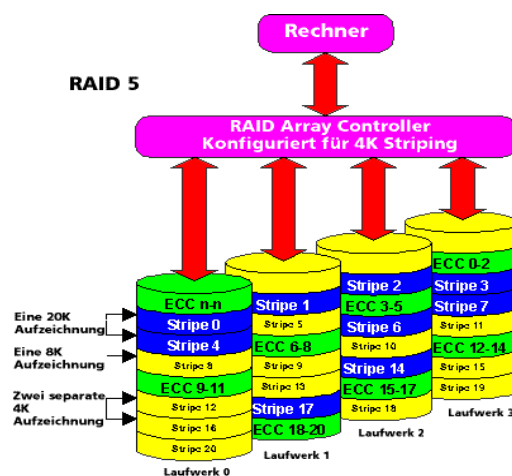 Rechner
RAID 5
RAID Array Controller
Konfiguriert für 4K Striping
Eine 20K
Aufzeichnung
Eine 8K
Aufzeichnung
Zwei separate
4K
Aufzeichnung
ECC n-n
Stripe 0
Stripe 4
Stripe 8
ECC 9-11
Stripe 12
Stripe 16
Stripe 20
Laufwerk 0
Stripe 1
Stripe 5
ECC 6-8
Stripe 9
Stripe 13
Stripe 17
ECC 18-20
Laufwerk 1
Stripe 2
ECC 3-5
Stripe 6
Stripe 10
Stripe 14
ECC 15-17
Stripe 18
Laufwerk 2
ECC 0-2
Stripe 3
Stripe 7
Stripe 11
ECC 12-14
Stripe 15
Stripe 19
Laufwerk 3